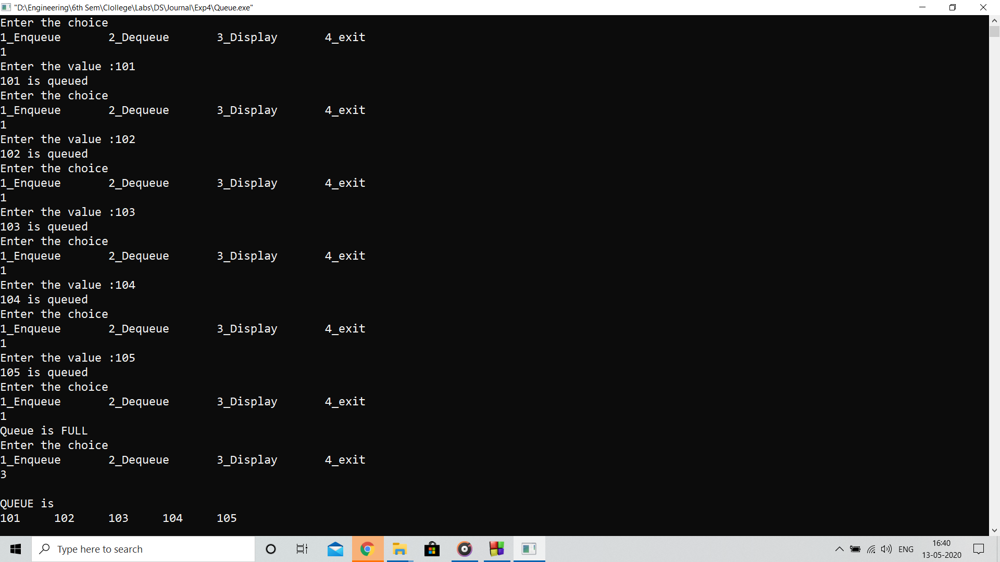 "D:\Engineering\6th Sem\Clollege\Labs\DS\Journal\Exp4\Queue.exe"
Enter the choice
1_Enqueue 2_Dequeue 3_Display 4_exit
1
Enter the value :101
101 is queued
Enter the choice
1_Enqueue 2_Dequeue 3_Display 4_exit
1
Enter the value :102
102 is queued
Enter the choice
1_Enqueue 2_Dequeue 3_Display 4_exit
1
Enter the value :103
103 is queued
Enter the choice
1_Enqueue 2_Dequeue 3_Display 4_exit
1
Enter the value :104
104 is queued
Enter the choice
1_Enqueue 2_Dequeue 3_Display 4_exit
1
Enter the value :105
105 is queued
Enter the choice
1_Enqueue 2_Dequeue 3_Display 4_exit
1
Queue is FULL
Enter the choice
1_Enqueue 2_Dequeue 3_Display 4_exit
3
QUEUE is
101 102 103 104 105
Type here to search
ENG
16:40
13-05-2020